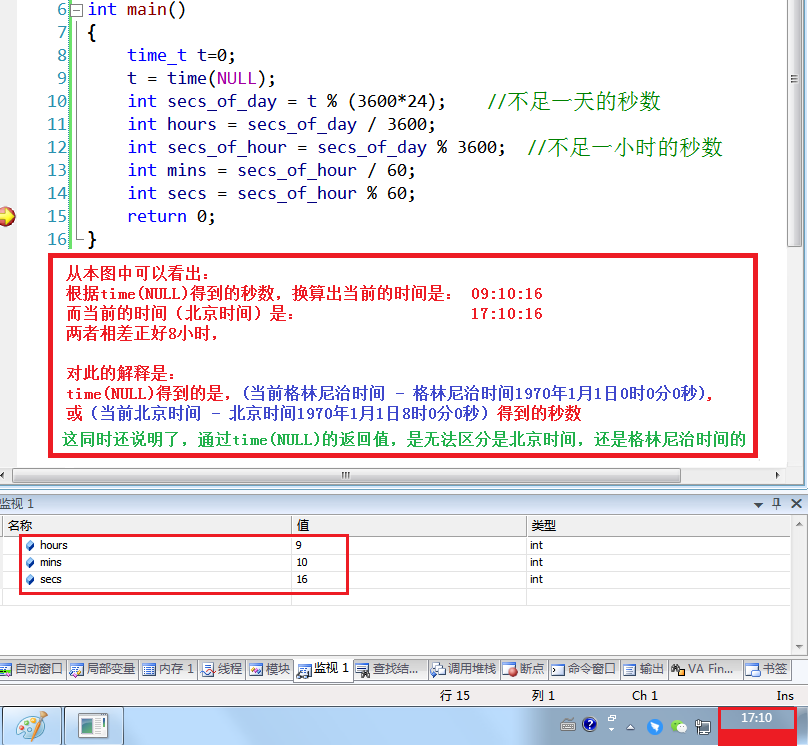 6 int main()
7 {
8 time_t t=0;
9 t = time(NULL);
10 int secs_of_day = t % (3600*24); //不足一天的秒数
11 int hours = secs_of_day / 3600;
12 int secs_of_hour = secs_of_day % 3600; //不足一小时的秒数
13 int mins = secs_of_hour / 60;
14 int secs = secs_of_hour % 60;
15 return 0;
16 }
从本图中可以看出:
根据time(NULL)得到的秒数，换算出当前的时间是: 09:10:16
而当前的时间（北京时间）是: 17:10:16
两者相差正好8小时，
对此的解释是:
time(NULL)得到的是，(当前格林尼治时间 - 格林尼治时间1970年1月1日0时0分0秒)，
或（当前北京时间 - 北京时间1970年1月1日8时0分0秒）得到的秒数
这同时还说明了，通过time(NULL)的返回值，是无法区分是北京时间，还是格林尼治时间的
监视 1
名称 值 类型
hours 9 int
mins 10 int
secs 16 int
自动窗口 局部变量 内存 1 线程 模块 监视 1 查找结... 调用堆栈 断点 命令窗口 输出 VA Fin... 书签
行 15 列 1 Ch 1 Ins
17:10